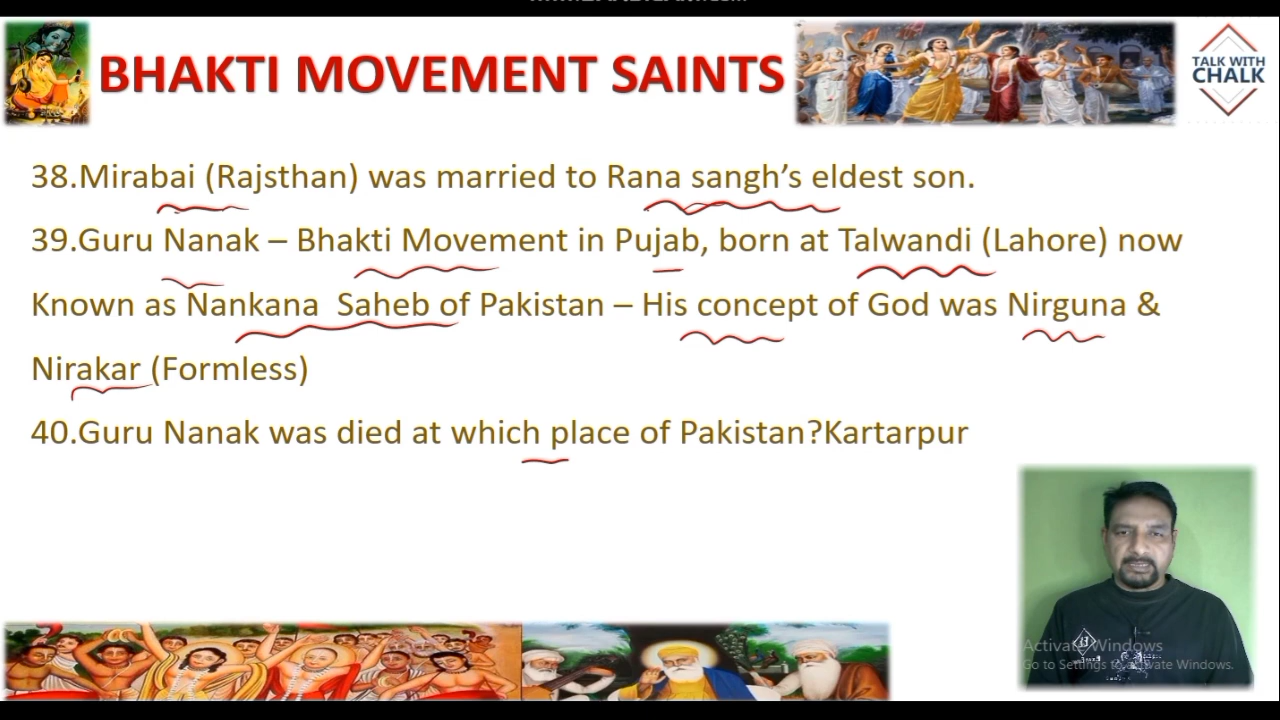 BHAKTI MOVEMENT SAINTS
TALK WITH
CHALK
38.Mirabai (Rajsthan) was married to Rana sangh’s eldest son.
39.Guru Nanak – Bhakti Movement in Pujab, born at Talwandi (Lahore) now
Known as Nankana Saheb of Pakistan – His concept of God was Nirguna &
Nirakar (Formless)
40.Guru Nanak was died at which place of Pakistan?Kartarpur
Activate Windows
Go to Settings to activate Windows.